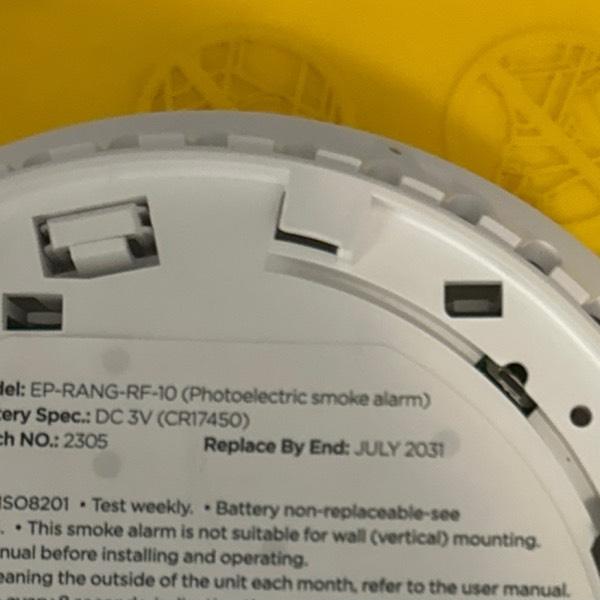 del: EP-RANG-RF-10 (Photoelectric smoke alarm)
tery Spec.: DC 3V (CR17450)
ch NO.: 2305 Replace By End: JULY 2031
ISO8201 • Test weekly. • Battery non-replaceable-see
. • This smoke alarm is not suitable for wall (vertical) mounting.
nual before installing and operating.
eaning the outside of the unit each month, refer to the user manual.